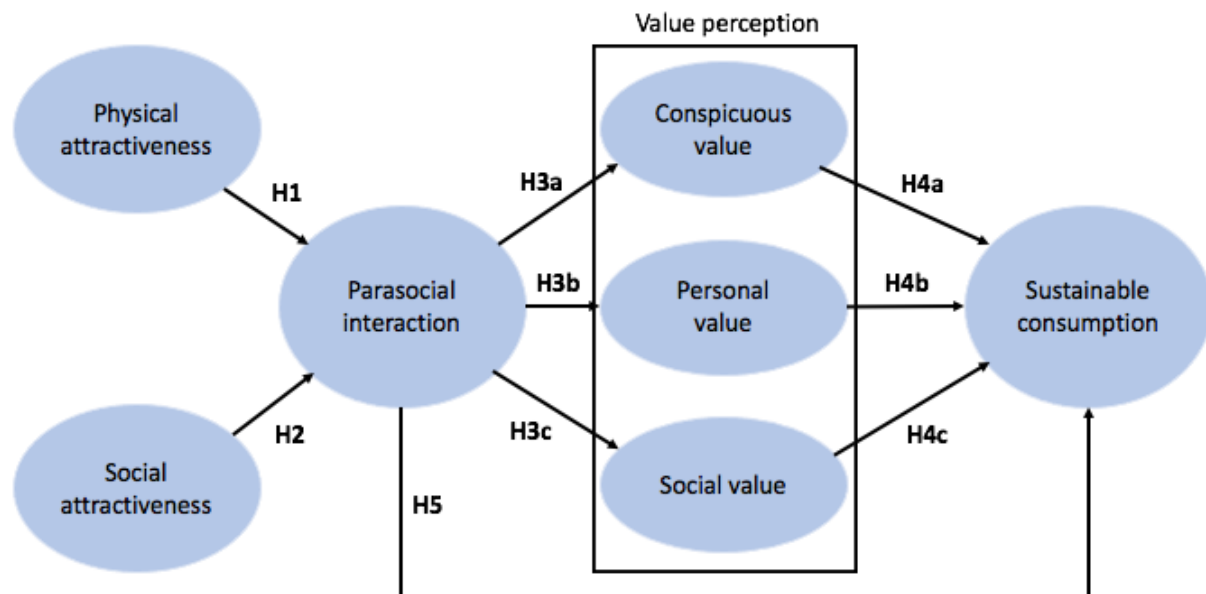 Value perception
Physical
attractiveness
Conspicuous
value
H1
H3a
H4a
Parasocial
interaction
H3b
Personal
value
H4b
Sustainable
consumption
H2
H3c
H4c
Social
attractiveness
Social value
H5